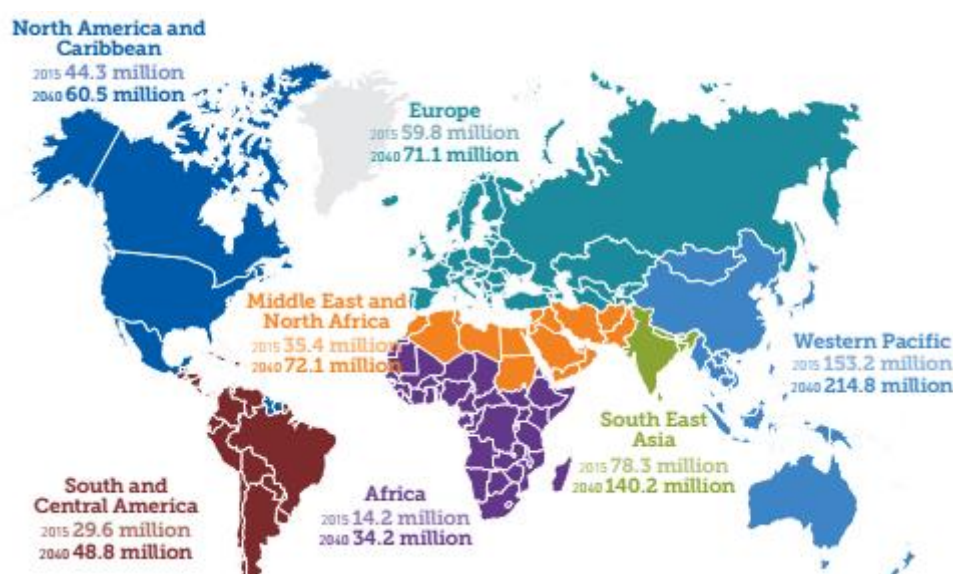 North America and
Caribbean
2015 44.3 million
2040 60.5 million
Europe
2015 59.8 million
2040 71.1 million
Middle East and
North Africa
2015 35.4 million
2040 72.1 million
Western Pacific
2015 153.2 million
2040 214.8 million
South East
Asia
2015 78.3 million
2040 140.2 million
South and
Central America
2015 29.6 million
2040 48.8 million
Africa
2015 14.2 million
2040 34.2 million